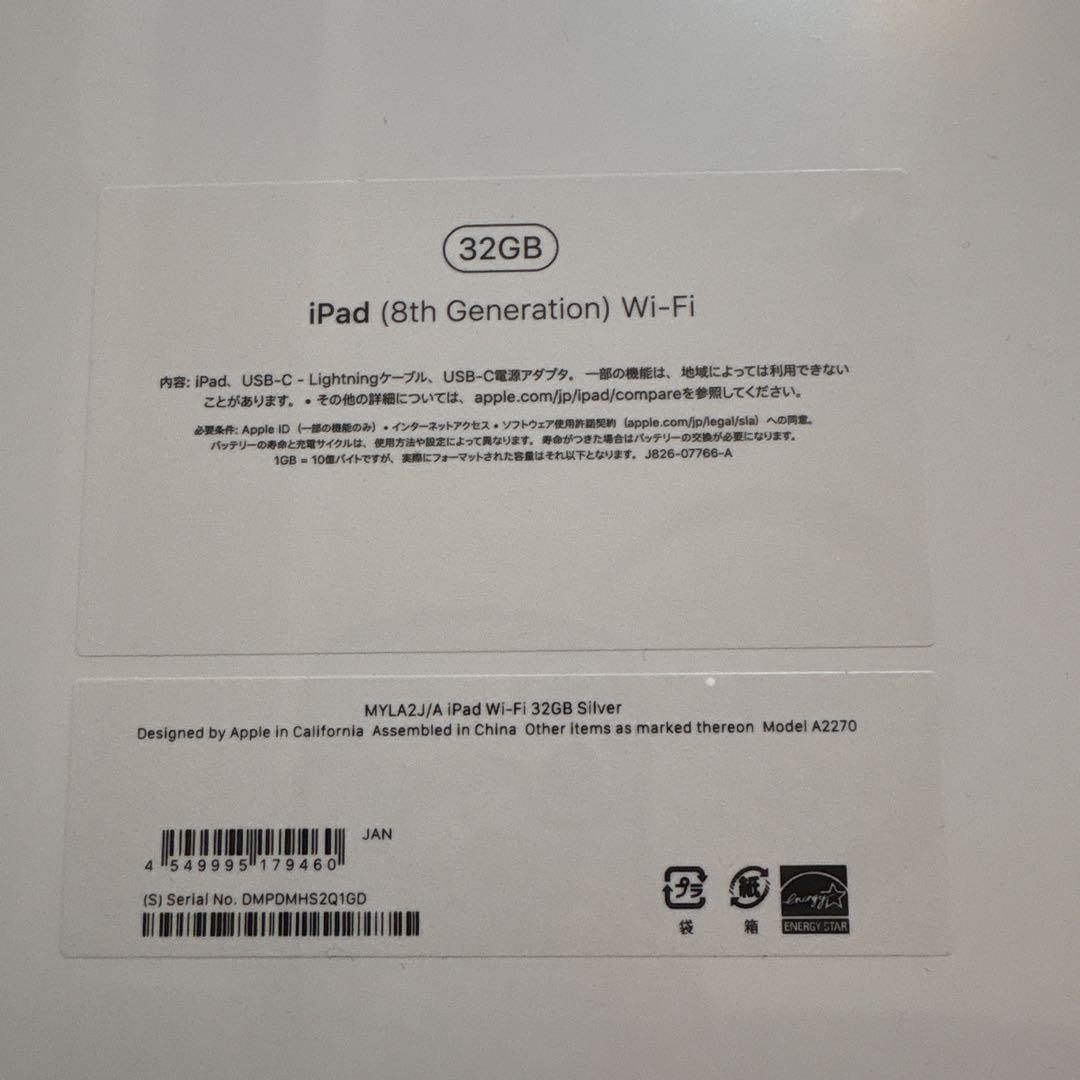 32GB
iPad (8th Generation) Wi-Fi
内容: iPad、USB-C - Lightningケーブル、USB-C電源アダプタ。 一部の機能は、地域によっては利用できない
ことがあります。 • その他の詳細については、apple.com/jp/ipad/compareを参照してください。
必要条件: Apple ID（一部の機能のみ）• インターネットアクセス • ソフトウェア使用許諾契約（apple.com/jp/legal/sla）への同意。
バッテリーの寿命と充電サイクルは、使用方法や設定によって異なります。 寿命がつきた場合はバッテリーの交換が必要になります。
1GB = 10億バイトですが、実際にフォーマットされた容量はそれ以下となります。 J826-07766-A
MYLA2J/A iPad Wi-Fi 32GB Silver
Designed by Apple in California Assembled in China Other items as marked thereon Model A2270
JAN
4 549995 179460
(S) Serial No. DMPDMHS2Q1GD
プラ 紙 energy
袋 箱 ENERGY STAR